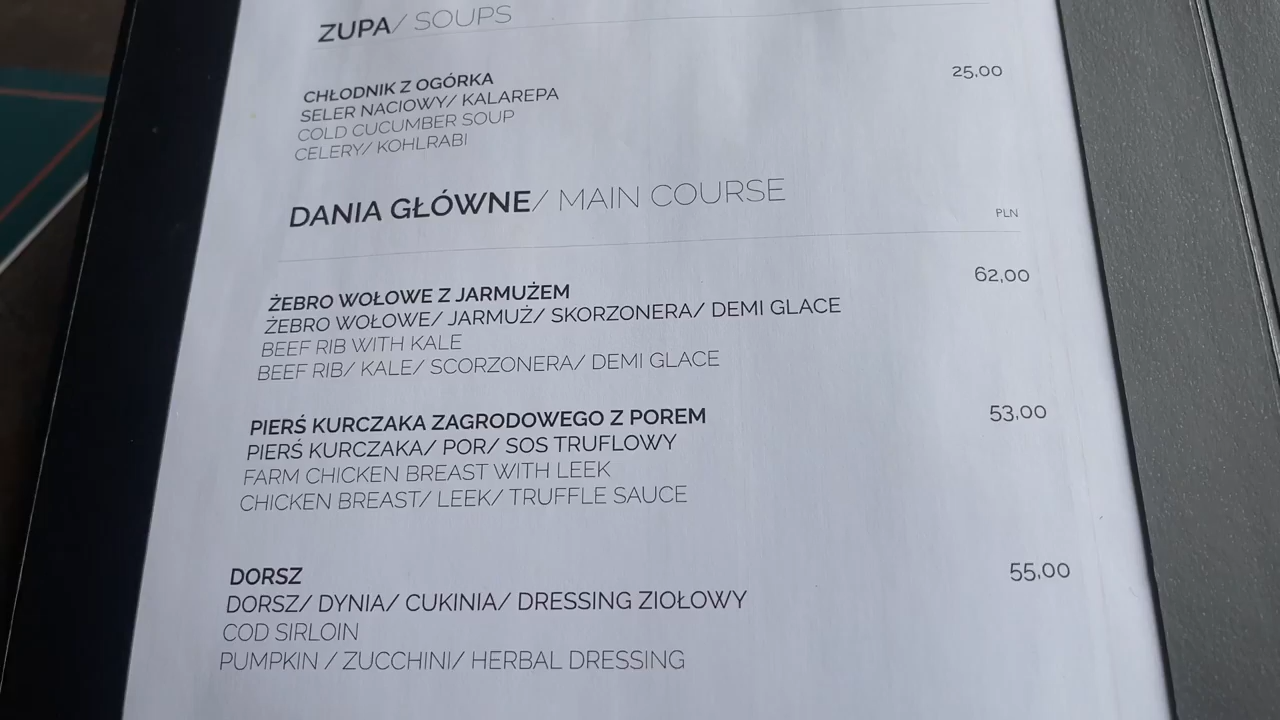 ZUPA/ SOUPS
CHŁODNIK Z OGÓRKA 25,00
SELER NACIOWY/ KALAREPA
COLD CUCUMBER SOUP
CELERY/ KOHLRABI
DANIA GŁÓWNE/ MAIN COURSE
PLN
ŻEBRO WOŁOWE Z JARMUŻEM 62,00
ŻEBRO WOŁOWE/ JARMUŻ/ SKORZONERA/ DEMI GLACE
BEEF RIB WITH KALE
BEEF RIB/ KALE/ SCORZONERA/ DEMI GLACE
PIERŚ KURCZAKA ZAGRODOWEGO Z POREM 53,00
PIERŚ KURCZAKA/ POR/ SOS TRUFLOWY
FARM CHICKEN BREAST WITH LEEK
CHICKEN BREAST/ LEEK/ TRUFFLE SAUCE
DORSZ 55,00
DORSZ/ DYNIA/ CUKINIA/ DRESSING ZIOŁOWY
COD SIRLOIN
PUMPKIN / ZUCCHINI/ HERBAL DRESSING